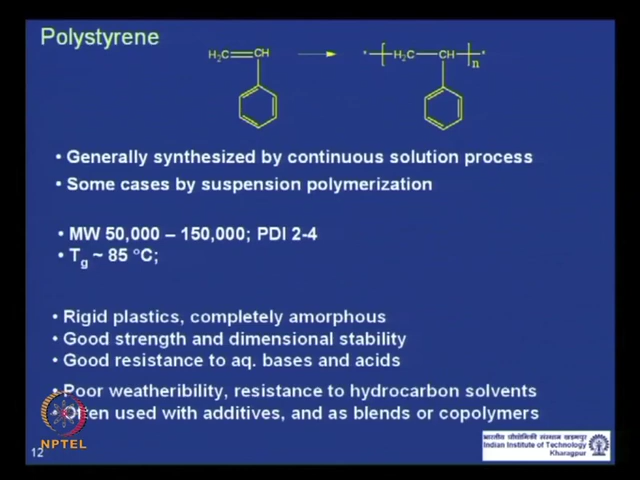 Polystyrene
H₂C CH
* H₂C CH * n
• Generally synthesized by continuous solution process
• Some cases by suspension polymerization
• MW 50,000 – 150,000; PDI 2-4
• Tg ~ 85 °C;
• Rigid plastics, completely amorphous
• Good strength and dimensional stability
• Good resistance to aq. bases and acids
• Poor weatheribility, resistance to hydrocarbon solvents
• Often used with additives, and as blends or copolymers
NPTEL
12
भारतीय प्रौद्योगिकी संस्थान खड़गपुर
Indian Institute of Technology
Kharagpur